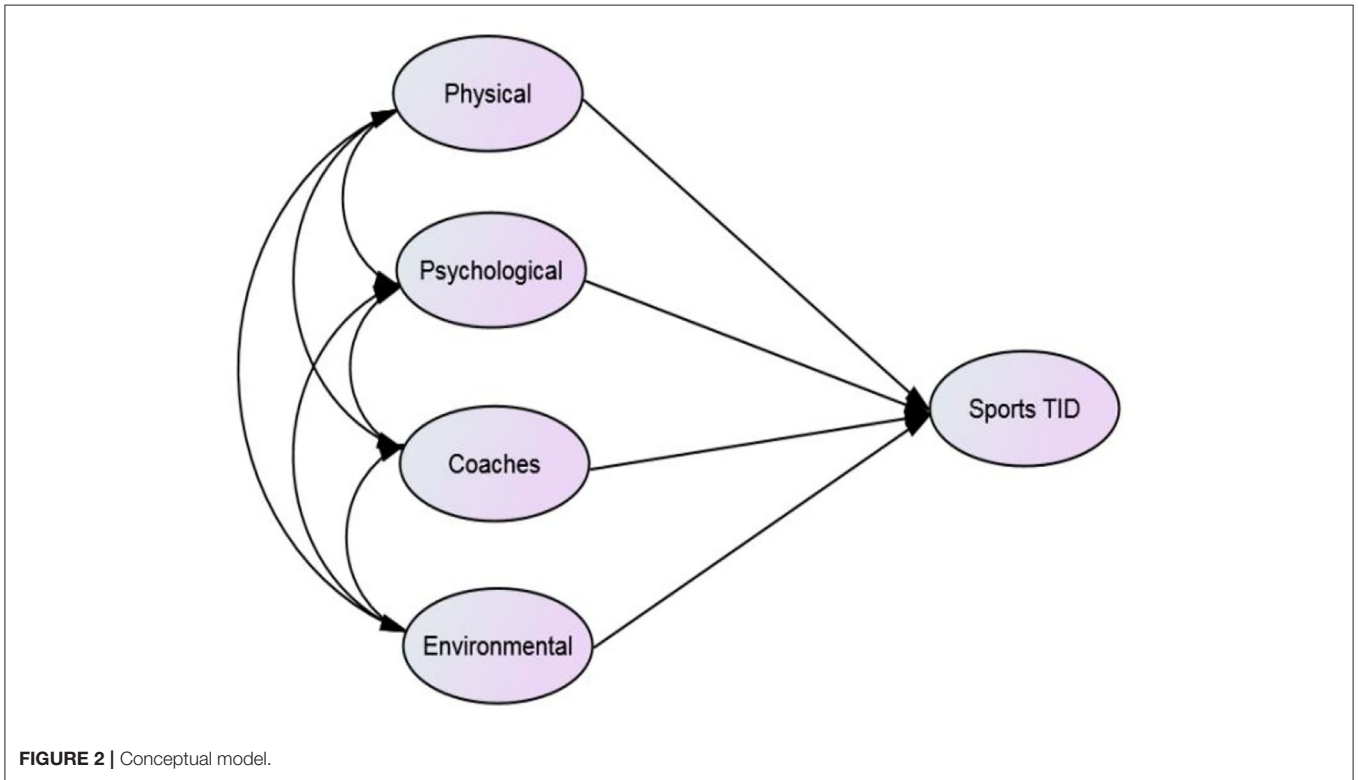 Physical
Psychological
Sports TID
Coaches
Environmental
FIGURE 2 | Conceptual model.